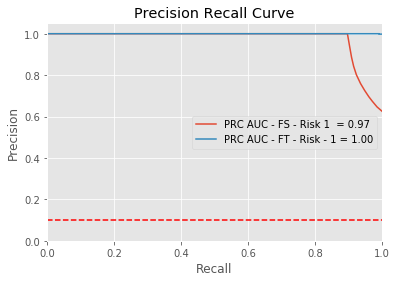 Precision Recall Curve
1.0
0.8
0.6
0.4
0.2
0.0
Precision
PRC AUC - FS - Risk 1  = 0.97
PRC AUC - FT - Risk - 1 = 1.00
0.0 0.2 0.4 0.6 0.8 1.0
Recall